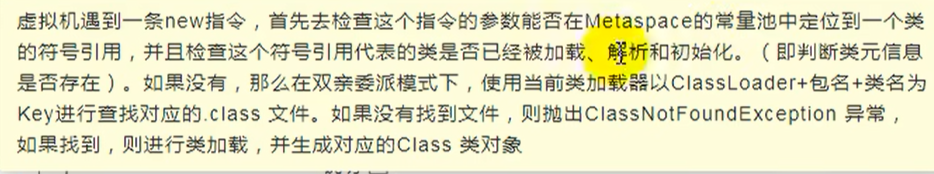 虚拟机遇到一条new指令，首先去检查这个指令的参数能否在Metaspace的常量池中定位到一个类
的符号引用，并且检查这个符号引用代表的类是否已经被加载、解析和初始化。（即判断类元信息
是否存在）。如果没有，那么在双亲委派模式下，使用当前类加载器以ClassLoader+包名+类名为
Key进行查找对应的.class 文件。如果没有找到文件，则抛出ClassNotFoundException 异常，
如果找到，则进行类加载，并生成对应的Class 类对象